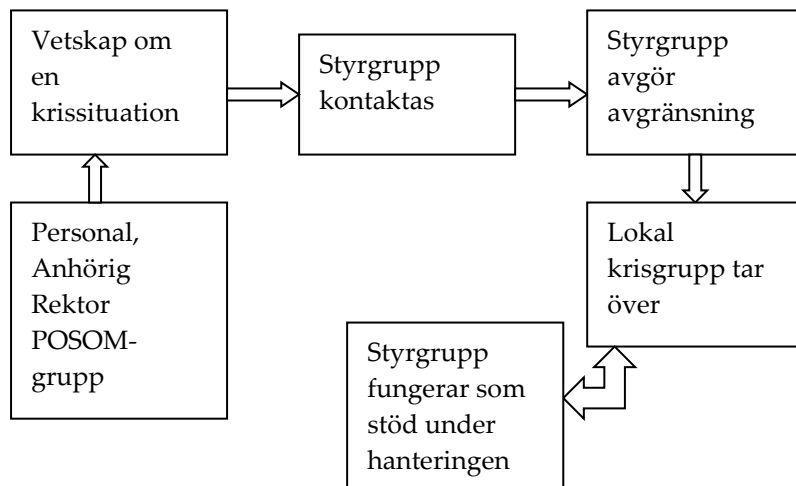 Vetskap om
en
krissituation
Styrgrupp
kontaktas
Styrgrupp
avgör
avgränsning
Personal,
Anhörig
Rektor
POSOM-
grupp
Lokal
krisgrupp tar
över
Styrgrupp
fungerar som
stöd under
hanteringen